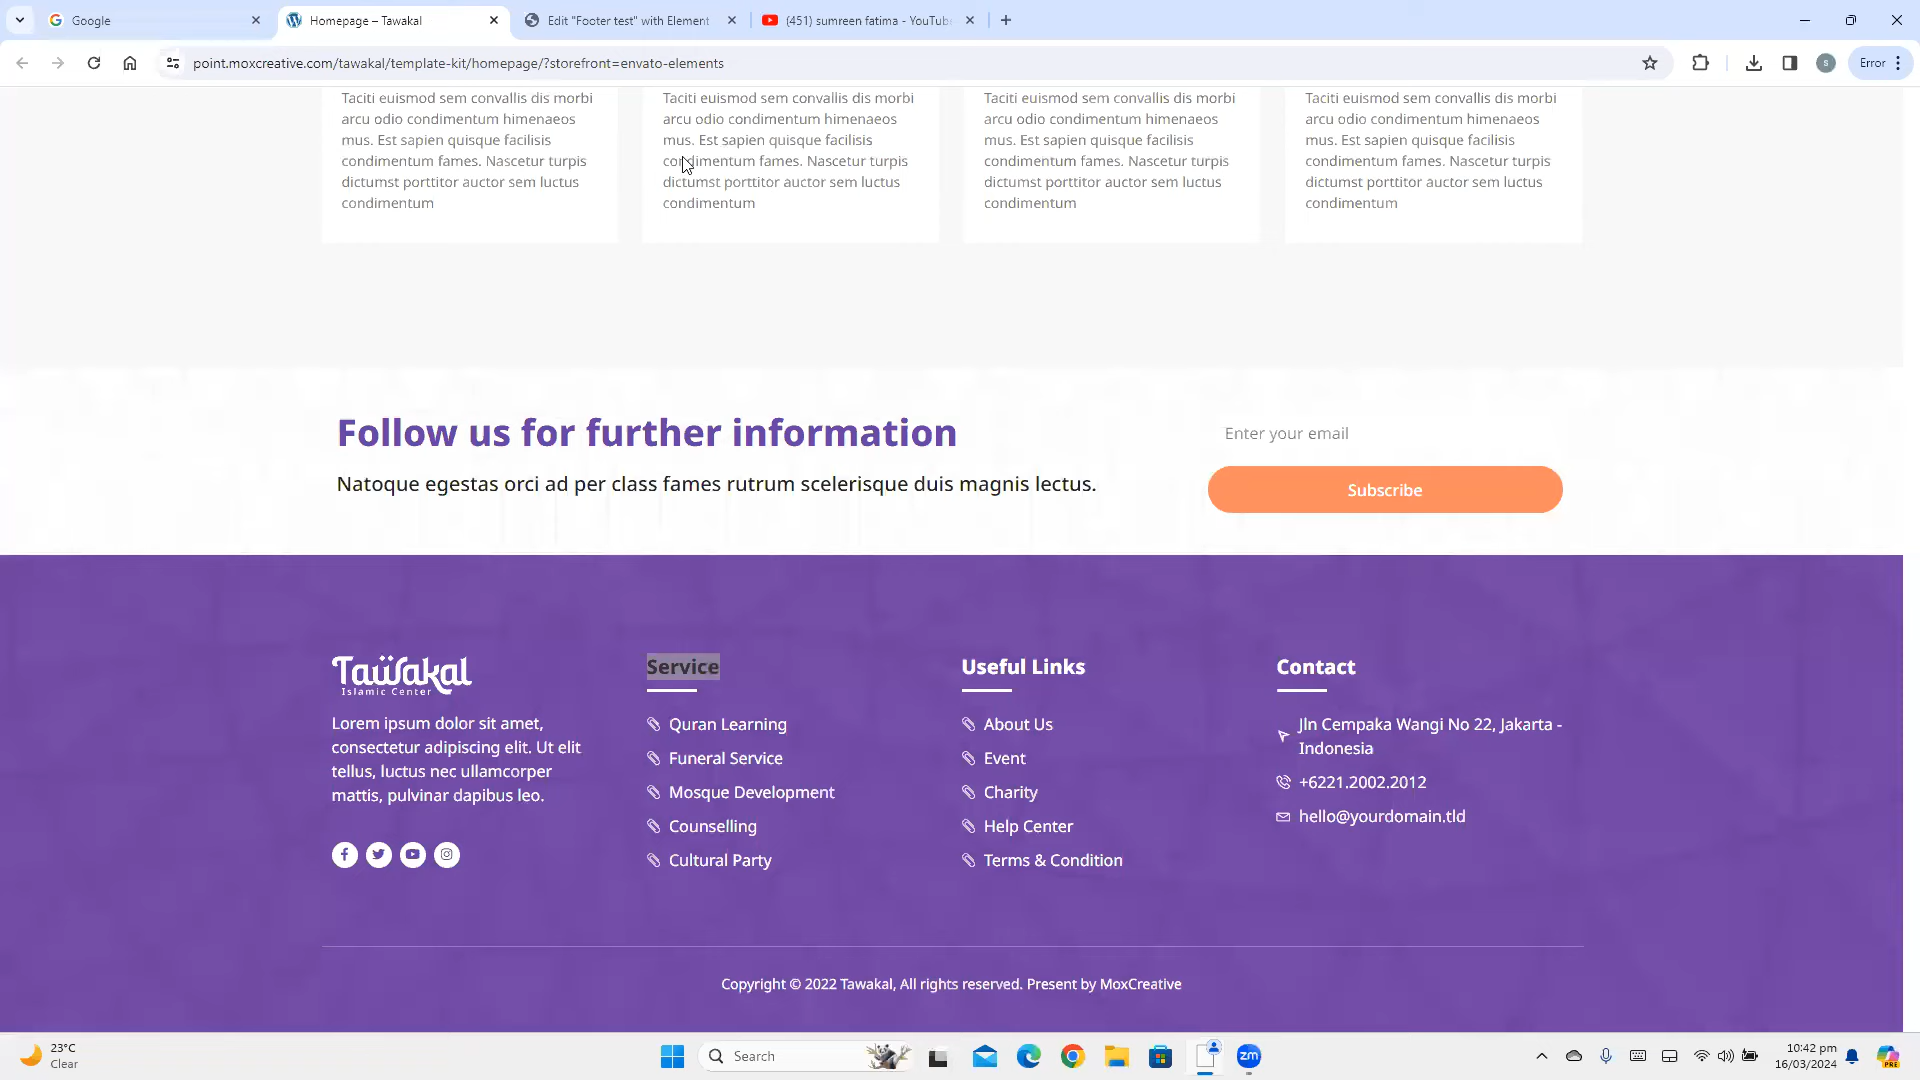 Google
Homepage – Tawakal
Edit "Footer test" with Element
(451) sumreen fatima - YouTube
point.moxcreative.com/tawakal/template-kit/homepage/?storefront=envato-elements
S
Error
Taciti euismod sem convallis dis morbi
arcu odio condimentum himenaeos
mus. Est sapien quisque facilisis
condimentum fames. Nascetur turpis
dictumst porttitor auctor sem luctus
condimentum
Taciti euismod sem convallis dis morbi
arcu odio condimentum himenaeos
mus. Est sapien quisque facilisis
condimentum fames. Nascetur turpis
dictumst porttitor auctor sem luctus
condimentum
Taciti euismod sem convallis dis morbi
arcu odio condimentum himenaeos
mus. Est sapien quisque facilisis
condimentum fames. Nascetur turpis
dictumst porttitor auctor sem luctus
condimentum
Taciti euismod sem convallis dis morbi
arcu odio condimentum himenaeos
mus. Est sapien quisque facilisis
condimentum fames. Nascetur turpis
dictumst porttitor auctor sem luctus
condimentum
Follow us for further information
Natoque egestas orci ad per class fames rutrum scelerisque duis magnis lectus.
Enter your email
Subscribe
Tawakal
Islamic Center
Lorem ipsum dolor sit amet,
consectetur adipiscing elit. Ut elit
tellus, luctus nec ullamcorper
mattis, pulvinar dapibus leo.
Service
Quran Learning
Funeral Service
Mosque Development
Counselling
Cultural Party
Useful Links
About Us
Event
Charity
Help Center
Terms & Condition
Contact
Jln Cempaka Wangi No 22, Jakarta -
Indonesia
+6221.2002.2012
hello@yourdomain.tld
Copyright © 2022 Tawakal, All rights reserved. Present by MoxCreative
23°C
Clear
Search
zm
10:42 pm
16/03/2024
PRE